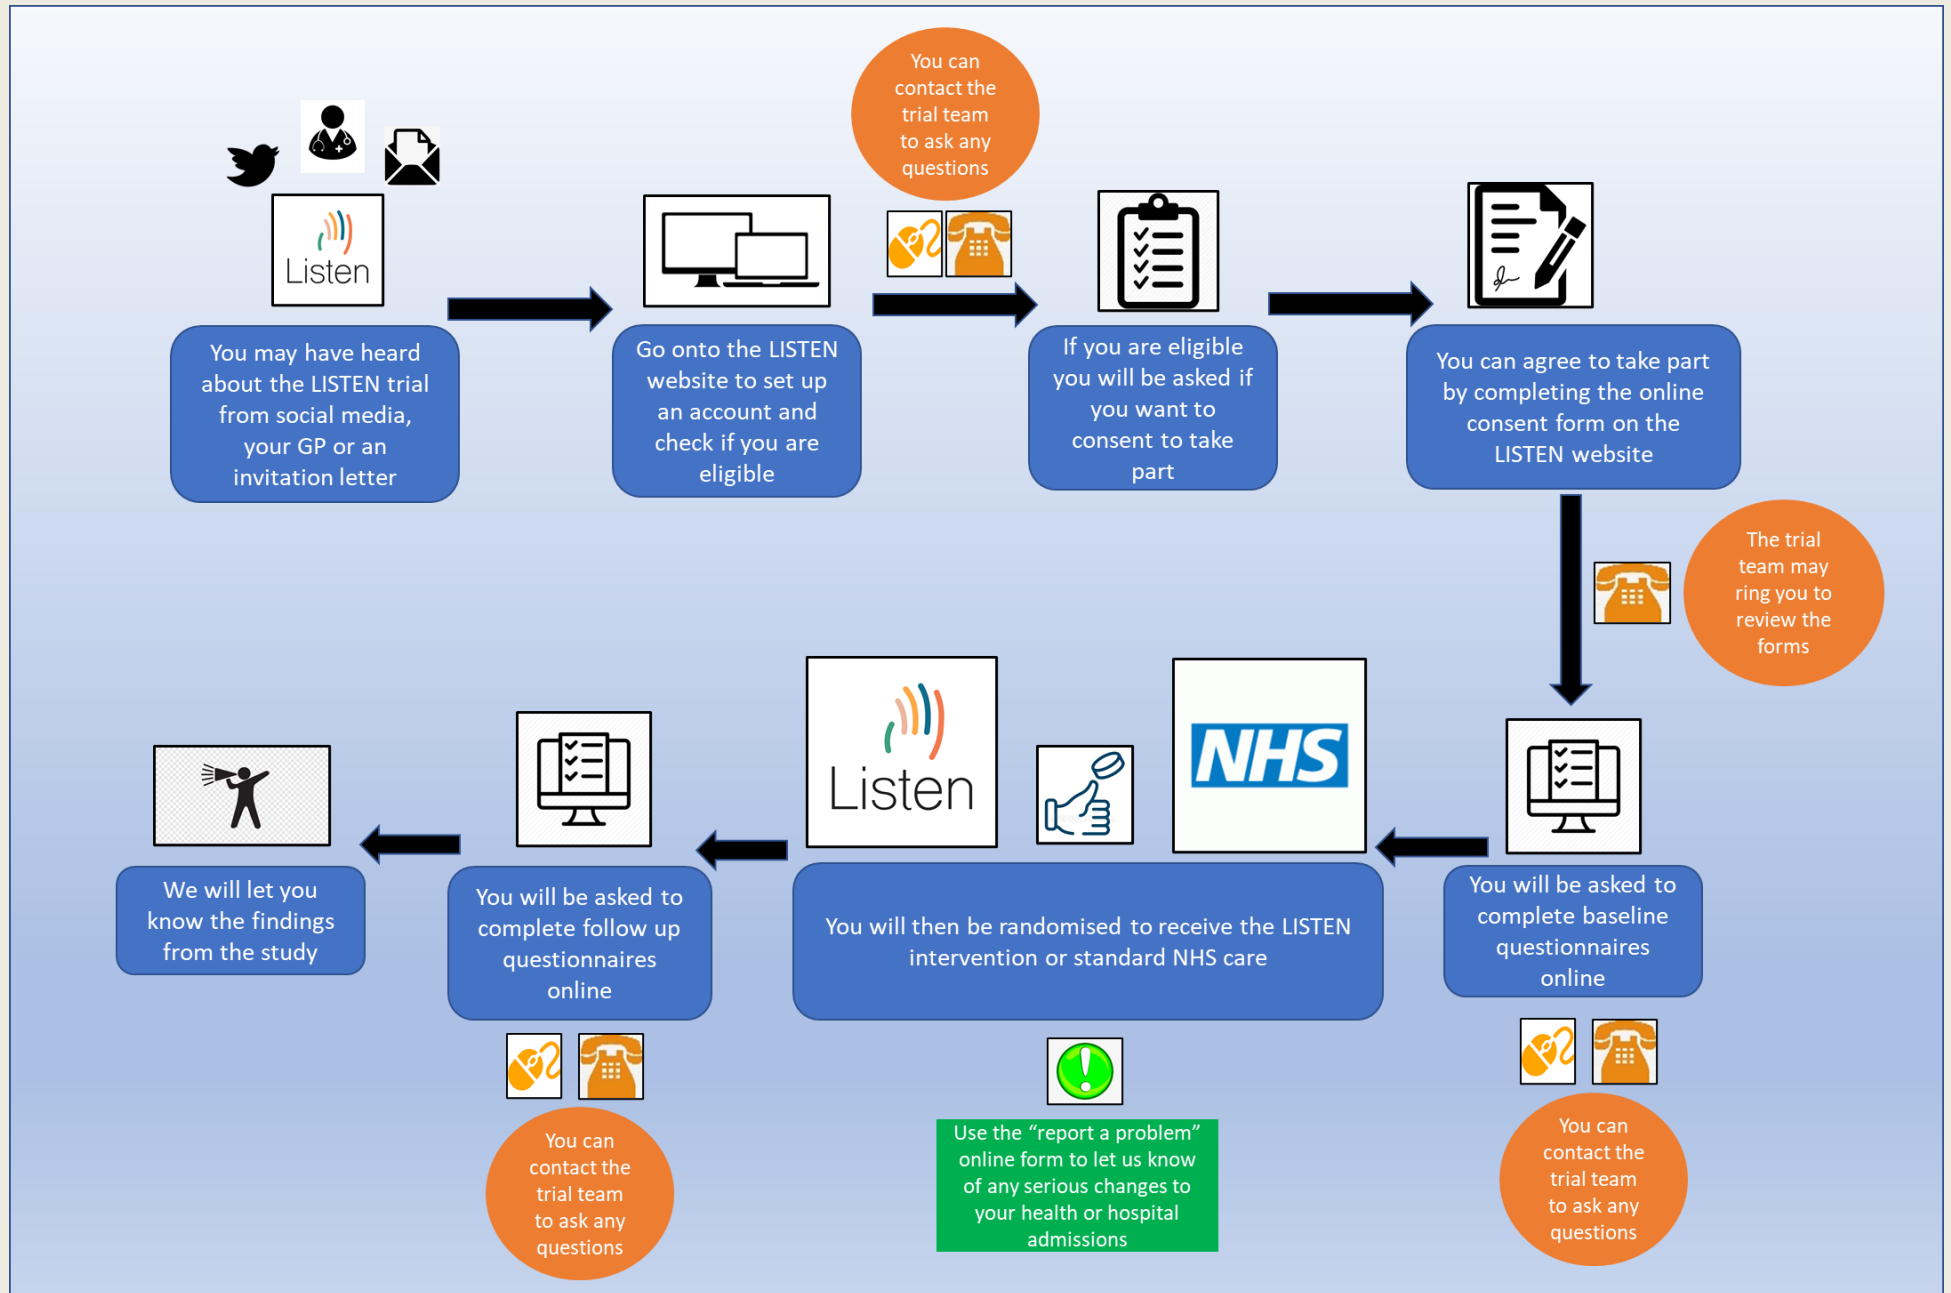 You can
contact the
trial team
to ask any
questions
Listen
You may have heard
about the LISTEN trial
from social media,
your GP or an
invitation letter
Go onto the LISTEN
website to set up
an account and
check if you are
eligible
If you are eligible
you will be asked if
you want to
consent to take
part
You can agree to take part
by completing the online
consent form on the
LISTEN website
The trial
team may
ring you to
review the
forms
You will be asked to
complete baseline
questionnaires
online
You can
contact the
trial team
to ask any
questions
NHS
Listen
You will then be randomised to receive the LISTEN
intervention or standard NHS care
Use the “report a problem”
online form to let us know
of any serious changes to
your health or hospital
admissions
You will be asked to
complete follow up
questionnaires
online
You can
contact the
trial team
to ask any
questions
We will let you
know the findings
from the study